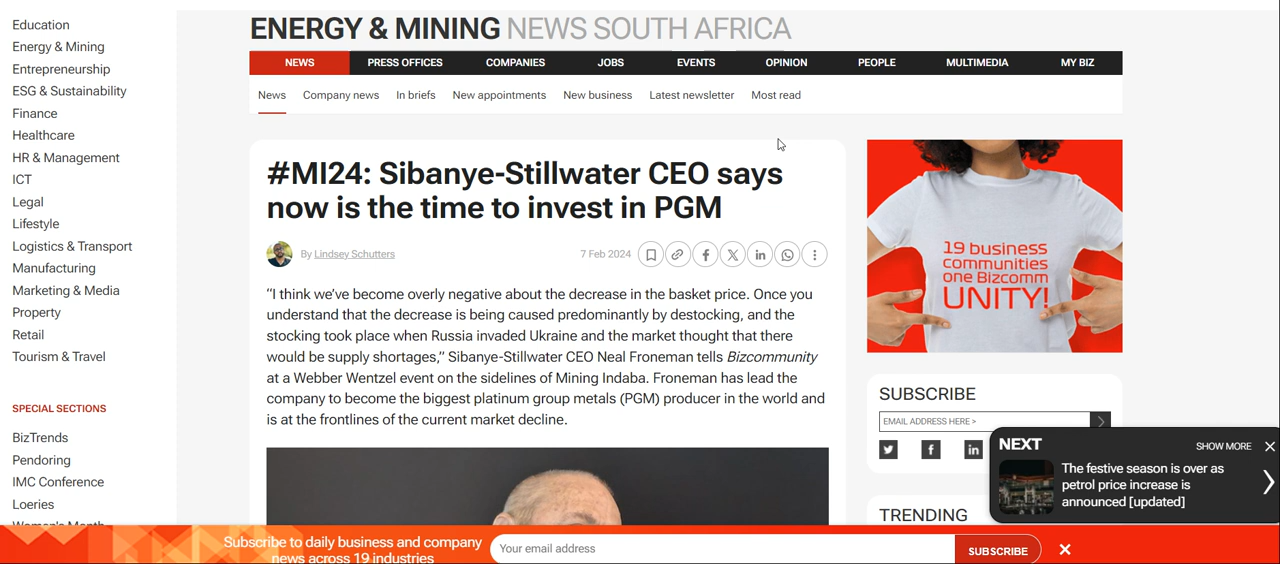 Education
Energy & Mining
Entrepreneurship
ESG & Sustainability
Finance
Healthcare
HR & Management
ICT
Legal
Lifestyle
Logistics & Transport
Manufacturing
Marketing & Media
Property
Retail
Tourism & Travel
SPECIAL SECTIONS
BizTrends
Pendoring
IMC Conference
Loeries
Women's Month
ENERGY & MINING NEWS SOUTH AFRICA
NEWS PRESS OFFICES COMPANIES JOBS EVENTS OPINION PEOPLE MULTIMEDIA MY BIZ
News Company news In briefs New appointments New business Latest newsletter Most read
#MI24: Sibanye-Stillwater CEO says
now is the time to invest in PGM
By Lindsey Schutters 7 Feb 2024
“I think we’ve become overly negative about the decrease in the basket price. Once you
understand that the decrease is being caused predominantly by destocking, and the
stocking took place when Russia invaded Ukraine and the market thought that there
would be supply shortages,” Sibanye-Stillwater CEO Neal Froneman tells Bizcommunity
at a Webber Wentzel event on the sidelines of Mining Indaba. Froneman has lead the
company to become the biggest platinum group metals (PGM) producer in the world and
is at the frontlines of the current market decline.
19 business
communities
one Bizcomm
UNITY!
SUBSCRIBE
EMAIL ADDRESS HERE >
TRENDING
NEXT SHOW MORE
The festive season is over as
petrol price increase is
announced [updated]
Subscribe to daily business and company
news across 19 industries
Your email address
SUBSCRIBE